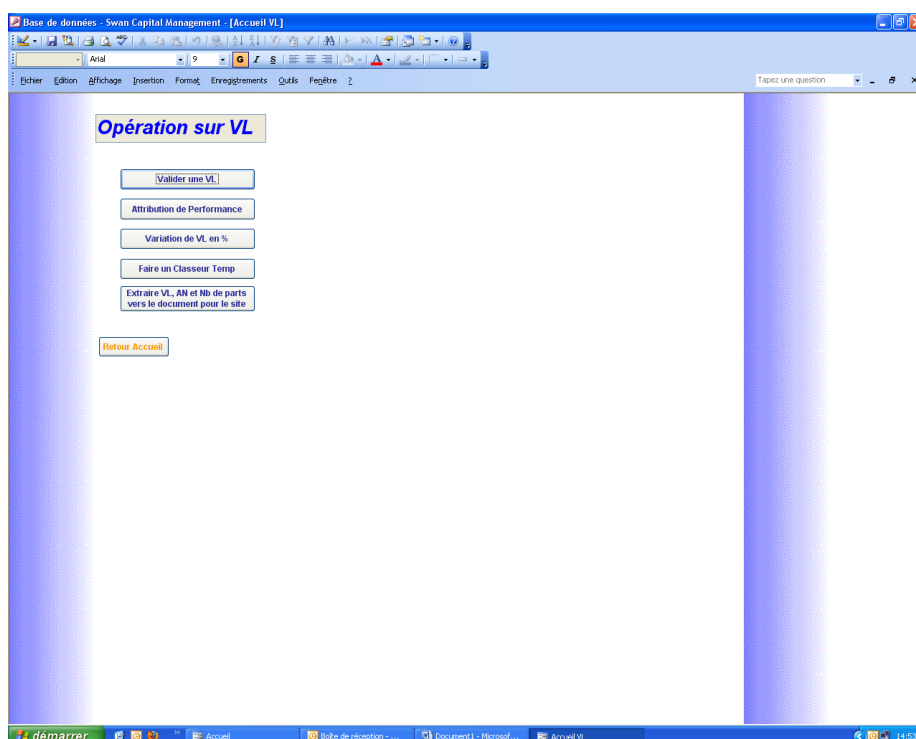 Base de données - Swan Capital Management - [Accueil VL]
Arial 9 G I S
Fichier Edition Affichage Insertion Format Enregistrements Outils Fenêtre ? Tapez une question
Opération sur VL
Valider une VL
Attribution de Performance
Variation de VL en %
Faire un Classeur Temp
Extraire VL, AN et Nb de parts
vers le document pour le site
Retour Accueil
démarrer Accueil Boîte de réception - ... Document1 - Microsof... Accueil VL